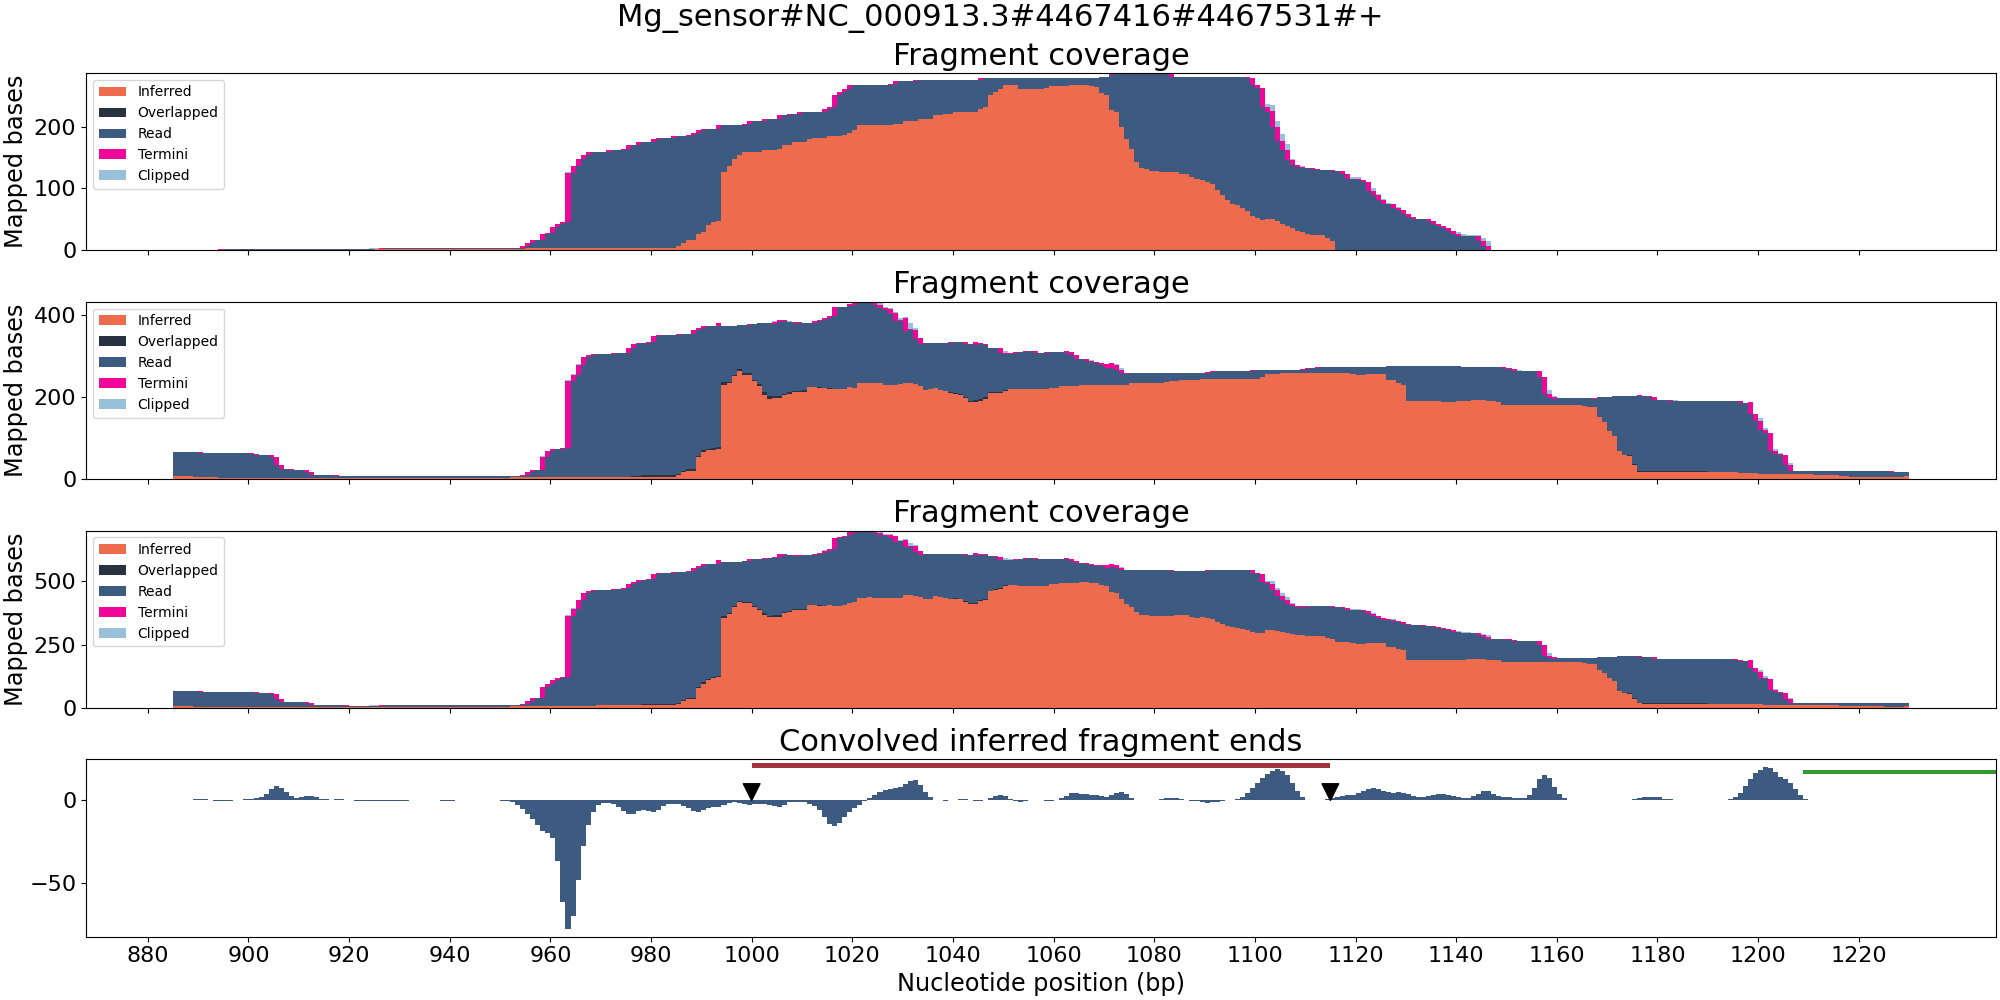 Mg_sensor#NC_000913.3#4467416#4467531#+
Fragment coverage
Mapped bases
200
100
0
Inferred
Overlapped
Read
Termini
Clipped
Fragment coverage
Mapped bases
400
200
0
Inferred
Overlapped
Read
Termini
Clipped
Fragment coverage
Mapped bases
500
250
0
Inferred
Overlapped
Read
Termini
Clipped
Convolved inferred fragment ends
0
−50
880 900 920 940 960 980 1000 1020 1040 1060 1080 1100 1120 1140 1160 1180 1200 1220
Nucleotide position (bp)